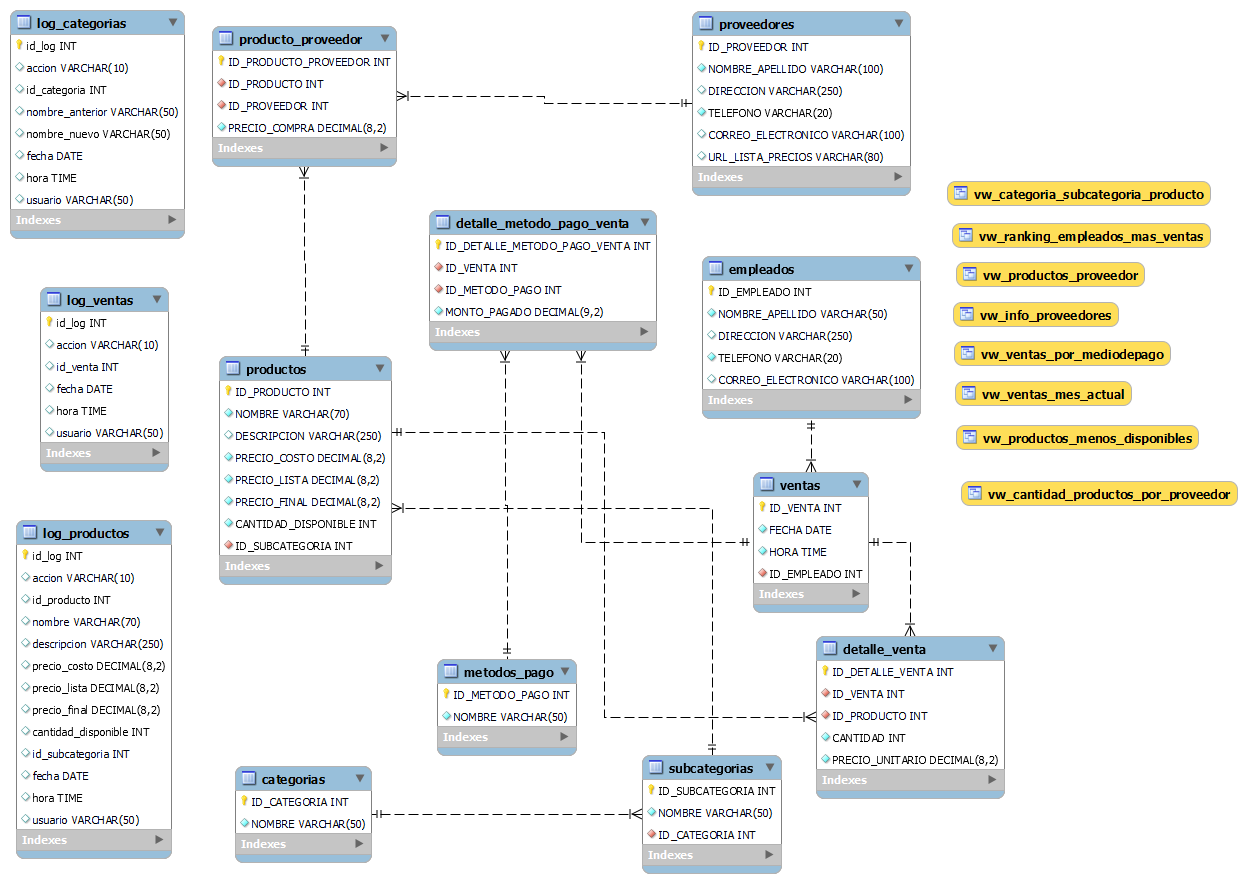 log_categorias
id_log INT
accion VARCHAR(10)
id_categoria INT
nombre_anterior VARCHAR(50)
nombre_nuevo VARCHAR(50)
fecha DATE
hora TIME
usuario VARCHAR(50)
Indexes
producto_proveedor
ID_PRODUCTO_PROVEEDOR INT
ID_PRODUCTO INT
ID_PROVEEDOR INT
PRECIO_COMPRA DECIMAL(8,2)
Indexes
proveedores
ID_PROVEEDOR INT
NOMBRE_APELLIDO VARCHAR(100)
DIRECCION VARCHAR(250)
TELEFONO VARCHAR(20)
CORREO_ELECTRONICO VARCHAR(100)
URL_LISTA_PRECIOS VARCHAR(80)
Indexes
vw_categoria_subcategoria_producto
vw_ranking_empleados_mas_ventas
vw_productos_proveedor
vw_info_proveedores
vw_ventas_por_mediodepago
vw_ventas_mes_actual
vw_productos_menos_disponibles
vw_cantidad_productos_por_proveedor
detalle_metodo_pago_venta
ID_DETALLE_METODO_PAGO_VENTA INT
ID_VENTA INT
ID_METODO_PAGO INT
MONTO_PAGADO DECIMAL(9,2)
Indexes
empleados
ID_EMPLEADO INT
NOMBRE_APELLIDO VARCHAR(50)
DIRECCION VARCHAR(250)
TELEFONO VARCHAR(20)
CORREO_ELECTRONICO VARCHAR(100)
Indexes
log_ventas
id_log INT
accion VARCHAR(10)
id_venta INT
fecha DATE
hora TIME
usuario VARCHAR(50)
Indexes
productos
ID_PRODUCTO INT
NOMBRE VARCHAR(70)
DESCRIPCION VARCHAR(250)
PRECIO_COSTO DECIMAL(8,2)
PRECIO_LISTA DECIMAL(8,2)
PRECIO_FINAL DECIMAL(8,2)
CANTIDAD_DISPONIBLE INT
ID_SUBCATEGORIA INT
Indexes
ventas
ID_VENTA INT
FECHA DATE
HORA TIME
ID_EMPLEADO INT
Indexes
log_productos
id_log INT
accion VARCHAR(10)
id_producto INT
nombre VARCHAR(70)
descripcion VARCHAR(250)
precio_costo DECIMAL(8,2)
precio_lista DECIMAL(8,2)
precio_final DECIMAL(8,2)
cantidad_disponible INT
id_subcategoria INT
fecha DATE
hora TIME
usuario VARCHAR(50)
Indexes
metodos_pago
ID_METODO_PAGO INT
NOMBRE VARCHAR(50)
Indexes
detalle_venta
ID_DETALLE_VENTA INT
ID_VENTA INT
ID_PRODUCTO INT
CANTIDAD INT
PRECIO_UNITARIO DECIMAL(8,2)
Indexes
categorias
ID_CATEGORIA INT
NOMBRE VARCHAR(50)
Indexes
subcategorias
ID_SUBCATEGORIA INT
NOMBRE VARCHAR(50)
ID_CATEGORIA INT
Indexes